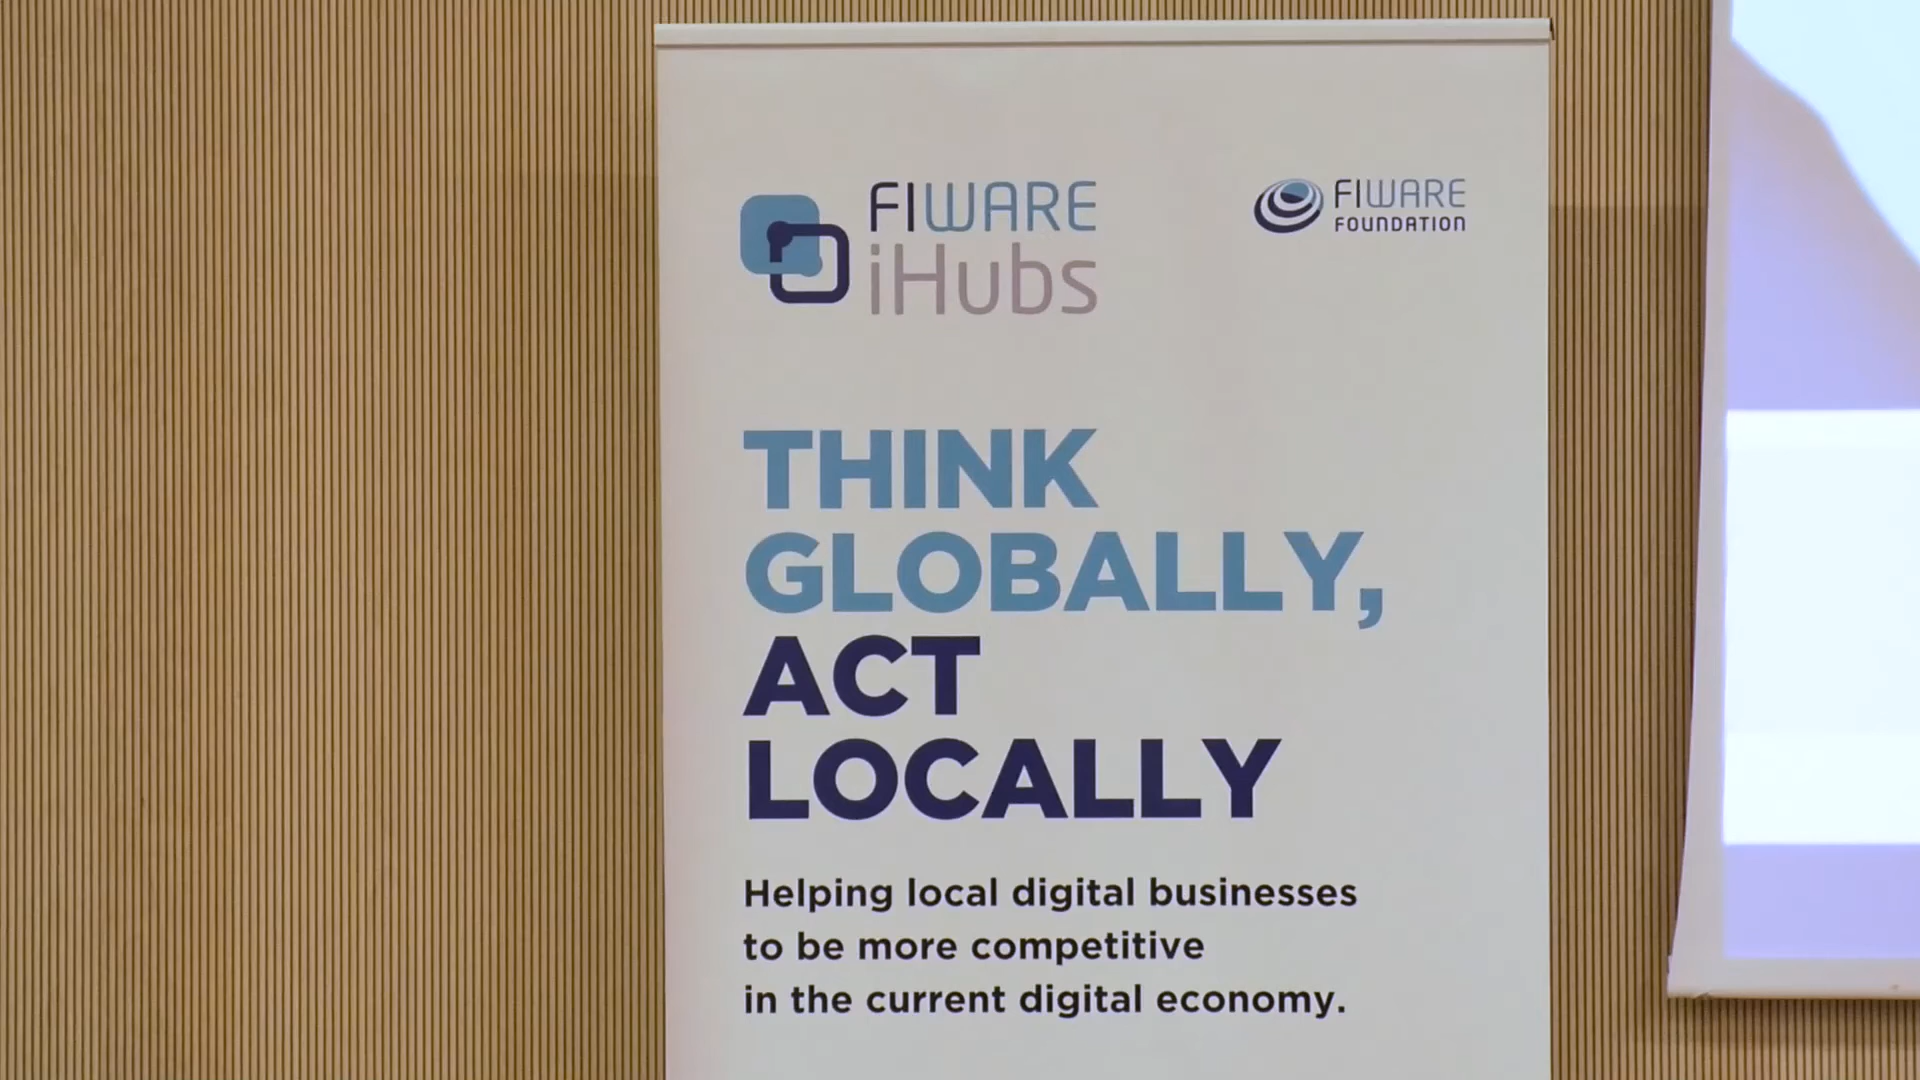 FIWARE
iHubs
FIWARE
FOUNDATION
THINK
GLOBALLY,
ACT
LOCALLY
Helping local digital businesses
to be more competitive
in the current digital economy.